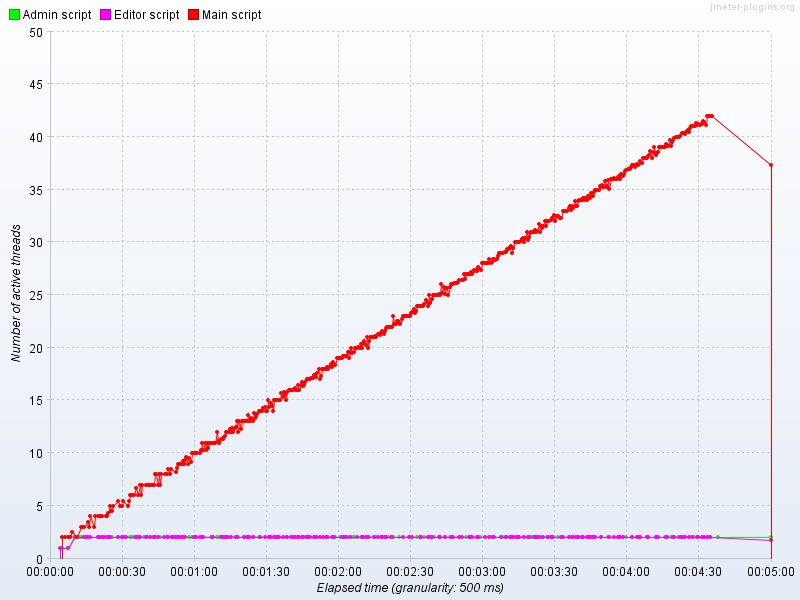 jmeter-plugins.org
Admin script Editor script Main script
50
45
40
35
30
25
20
15
10
5
0
Number of active threads
00:00:00 00:00:30 00:01:00 00:01:30 00:02:00 00:02:30 00:03:00 00:03:30 00:04:00 00:04:30 00:05:00
Elapsed time (granularity: 500 ms)